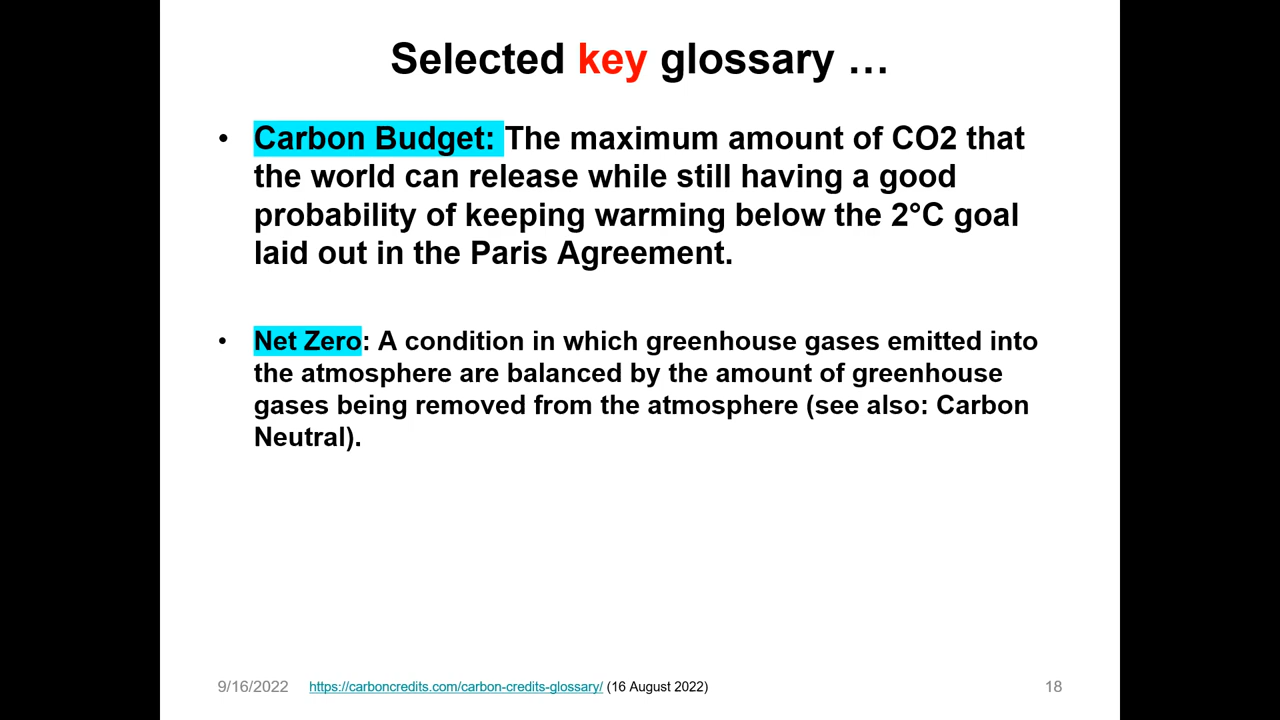 Selected key glossary …
• Carbon Budget: The maximum amount of CO2 that
the world can release while still having a good
probability of keeping warming below the 2°C goal
laid out in the Paris Agreement.
• Net Zero: A condition in which greenhouse gases emitted into
the atmosphere are balanced by the amount of greenhouse
gases being removed from the atmosphere (see also: Carbon
Neutral).
9/16/2022 https://carboncredits.com/carbon-credits-glossary/ (16 August 2022) 18